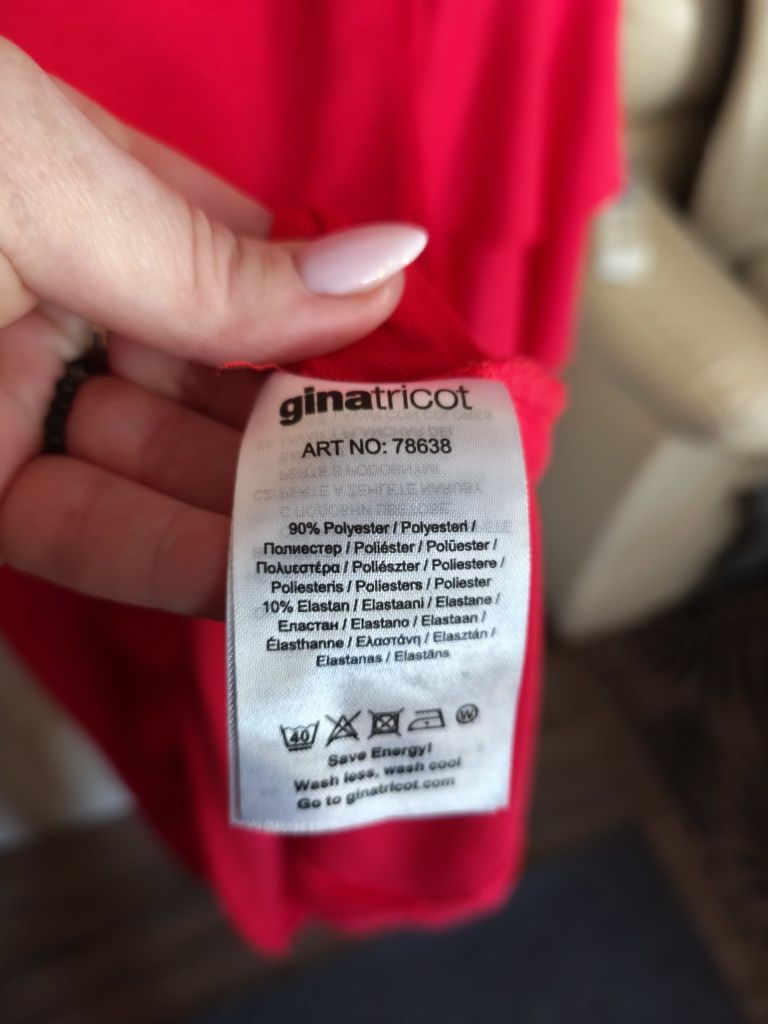 ginatricot
ART NO: 78638
90% Polyester / Polyesteri /
Полиестер / Poliéster / Polüester /
Πολυεστέρα / Poliészter / Poliestere /
Poliesteris / Poliesters / Poliester
10% Elastan / Elastaani / Elastane /
Еластан / Elastano / Elastaan /
Élasthanne / Ελαστάνη / Elasztán /
Elastanas / Elastāns
40
W
Save Energy!
Wash less, wash cool
Go to ginatricot.com